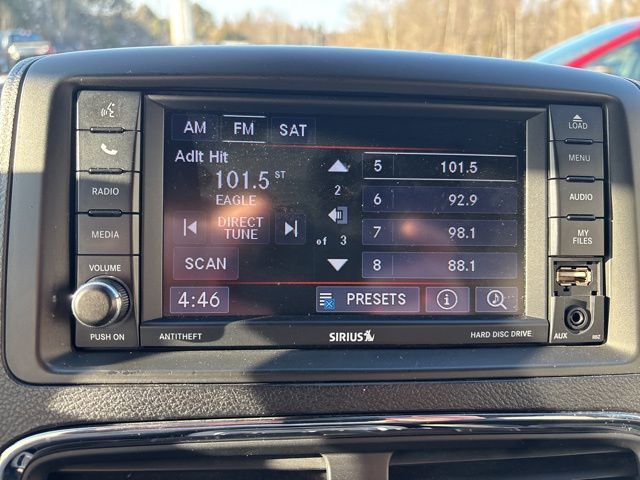 AM FM SAT
Adlt Hit
101.5 ST
EAGLE
DIRECT
TUNE
SCAN
4:46
2
of 3
5 101.5
6 92.9
7 98.1
8 88.1
PRESETS
RADIO
MEDIA
VOLUME
PUSH ON
LOAD
MENU
AUDIO
MY
FILES
AUX
RBZ
ANTITHEFT
SIRIUS
HARD DISC DRIVE